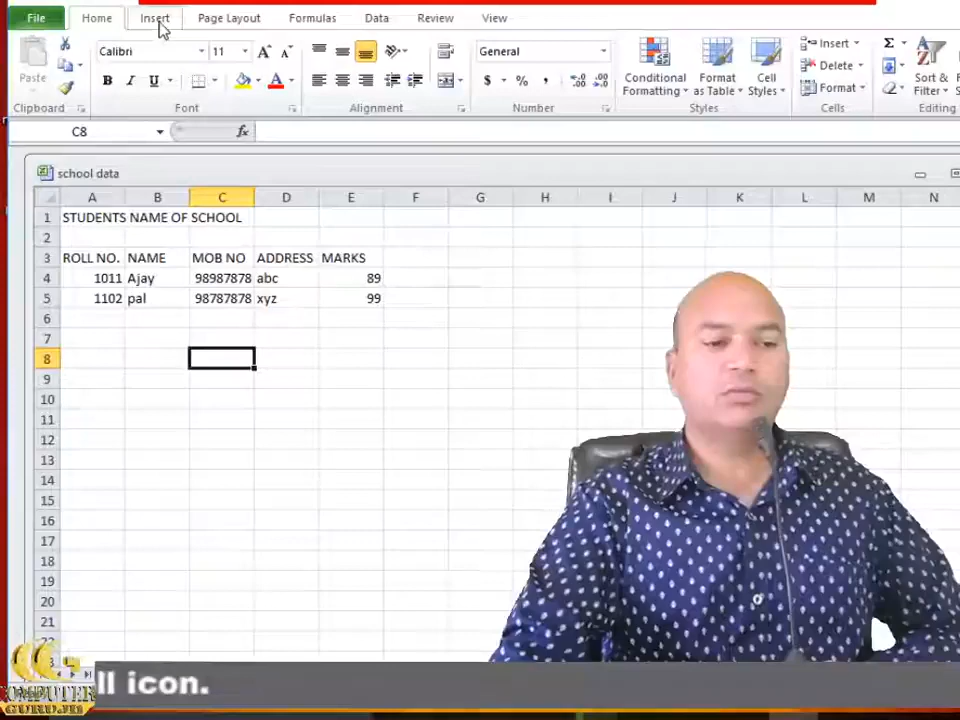 File Home Insert Page Layout Formulas Data Review View
Calibri 11 General Insert Σ
Paste B I U $ % , Conditional Formatting Format as Table Cell Styles Delete Sort & Filter
Format
Clipboard Font Alignment Number Styles Cells Editing
C8 fx
school data
A B C D E F G H I J K L M N
1 STUDENTS NAME OF SCHOOL
2
3 ROLL NO. NAME MOB NO ADDRESS MARKS
4 1011 Ajay 98987878 abc 89
5 1102 pal 98787878 xyz 99
6
7
8
9
10
11
12
13
14
15
16
17
18
19
20
21
ll icon.
COMPUTER
GURUJI.IN